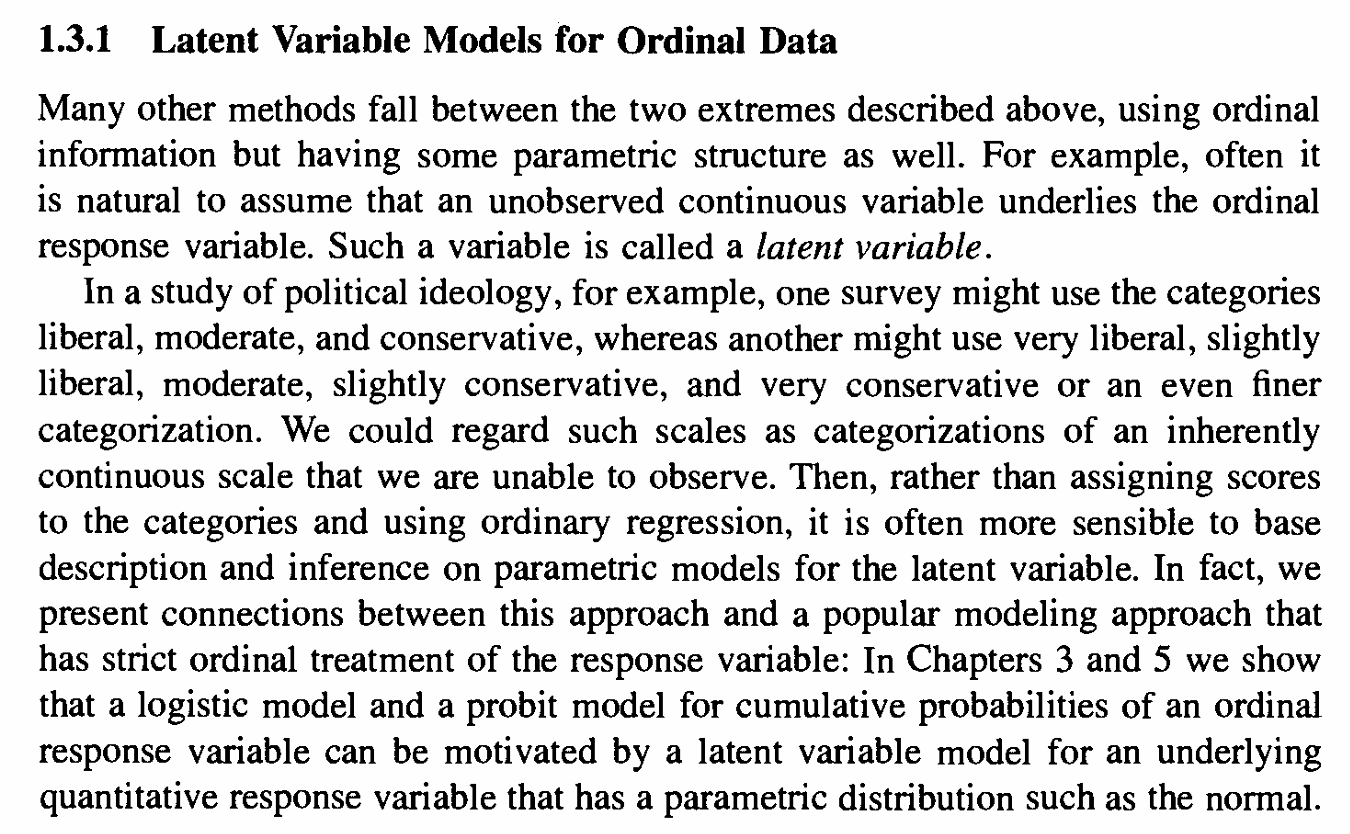 1.3.1 Latent Variable Models for Ordinal Data
Many other methods fall between the two extremes described above, using ordinal
information but having some parametric structure as well. For example, often it
is natural to assume that an unobserved continuous variable underlies the ordinal
response variable. Such a variable is called a latent variable.
In a study of political ideology, for example, one survey might use the categories
liberal, moderate, and conservative, whereas another might use very liberal, slightly
liberal, moderate, slightly conservative, and very conservative or an even finer
categorization. We could regard such scales as categorizations of an inherently
continuous scale that we are unable to observe. Then, rather than assigning scores
to the categories and using ordinary regression, it is often more sensible to base
description and inference on parametric models for the latent variable. In fact, we
present connections between this approach and a popular modeling approach that
has strict ordinal treatment of the response variable: In Chapters 3 and 5 we show
that a logistic model and a probit model for cumulative probabilities of an ordinal
response variable can be motivated by a latent variable model for an underlying
quantitative response variable that has a parametric distribution such as the normal.